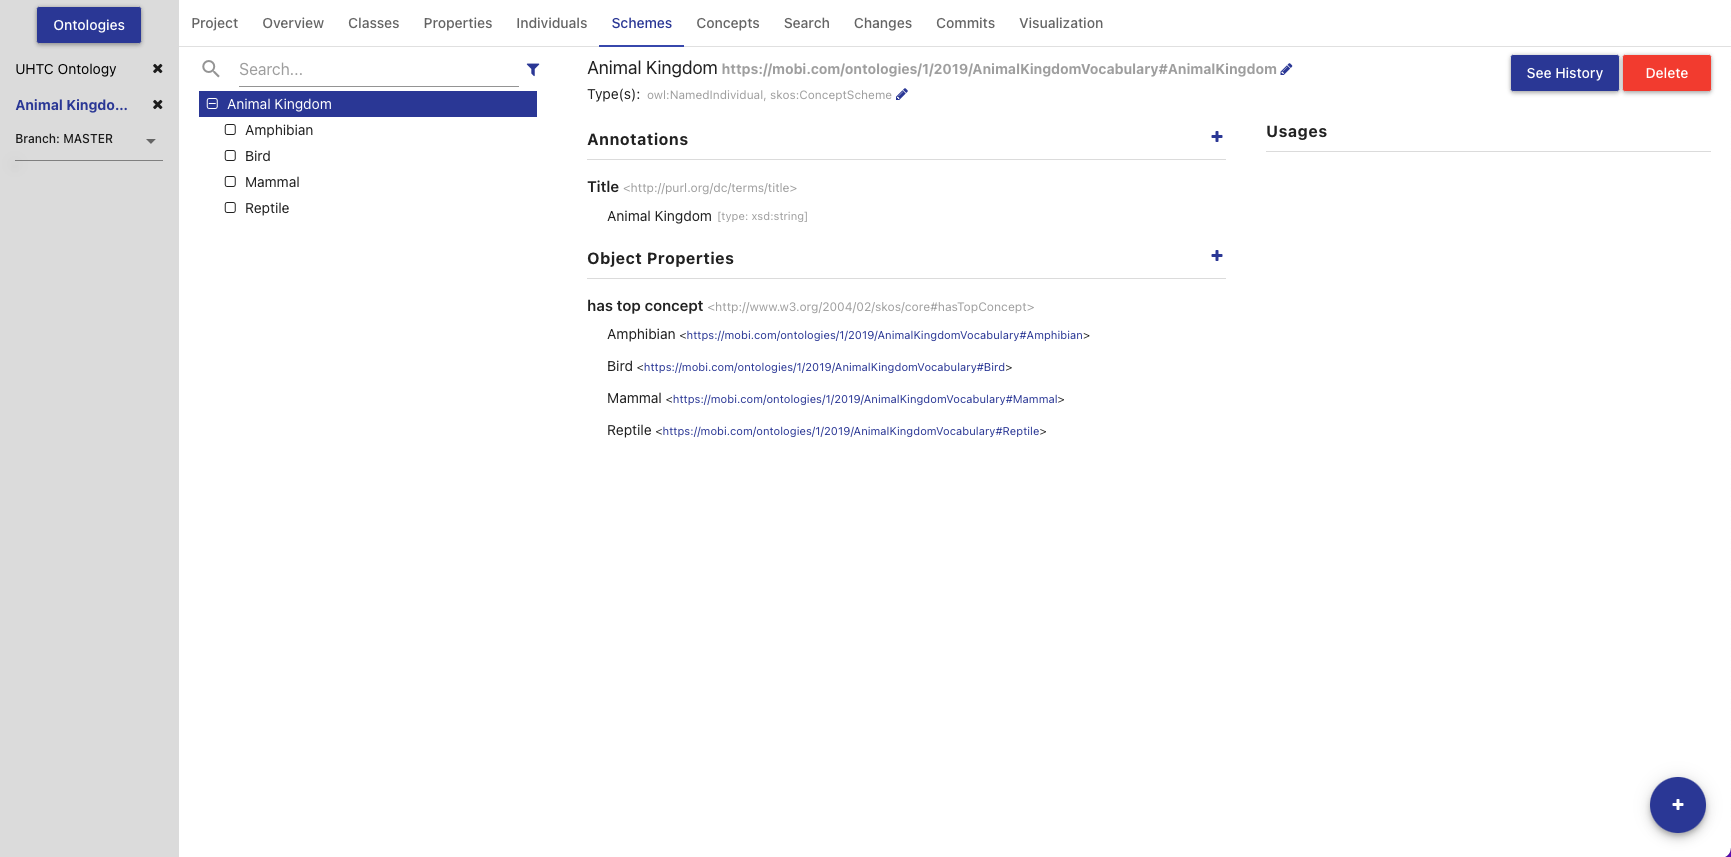 Ontologies
UHTC Ontology
Animal Kingdo...
Branch: MASTER
Project Overview Classes Properties Individuals Schemes Concepts Search Changes Commits Visualization
Search...
Animal Kingdom
Amphibian
Bird
Mammal
Reptile
Animal Kingdom https://mobi.com/ontologies/1/2019/AnimalKingdomVocabulary#AnimalKingdom
Type(s): owl:NamedIndividual, skos:ConceptScheme
See History Delete
Annotations
Title <http://purl.org/dc/terms/title>
Animal Kingdom [type: xsd:string]
Object Properties
has top concept <http://www.w3.org/2004/02/skos/core#hasTopConcept>
Amphibian <https://mobi.com/ontologies/1/2019/AnimalKingdomVocabulary#Amphibian>
Bird <https://mobi.com/ontologies/1/2019/AnimalKingdomVocabulary#Bird>
Mammal <https://mobi.com/ontologies/1/2019/AnimalKingdomVocabulary#Mammal>
Reptile <https://mobi.com/ontologies/1/2019/AnimalKingdomVocabulary#Reptile>
Usages